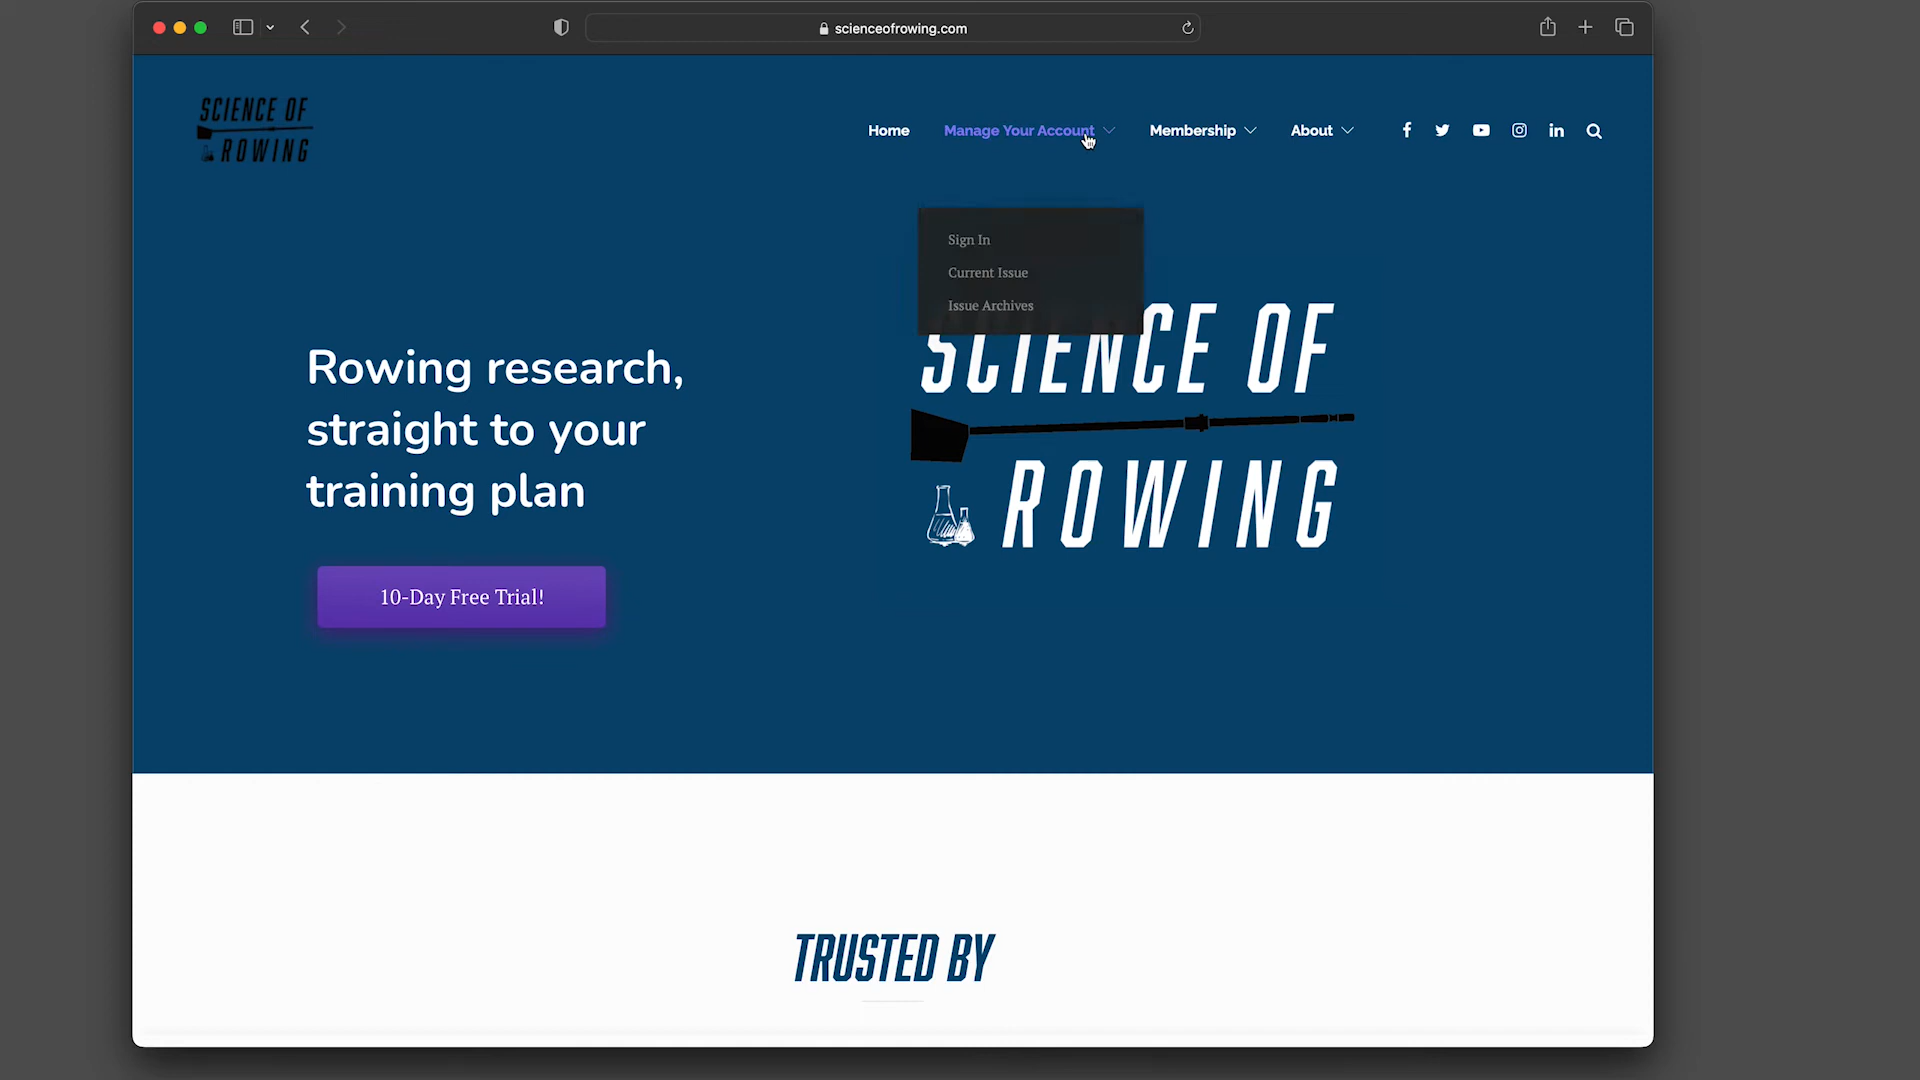 scienceofrowing.com
SCIENCE OF
ROWING
Home
Manage Your Account
Membership
About
Sign In
Current Issue
Issue Archives
SCIENCE OF
ROWING
Rowing research,
straight to your
training plan
10-Day Free Trial!
TRUSTED BY